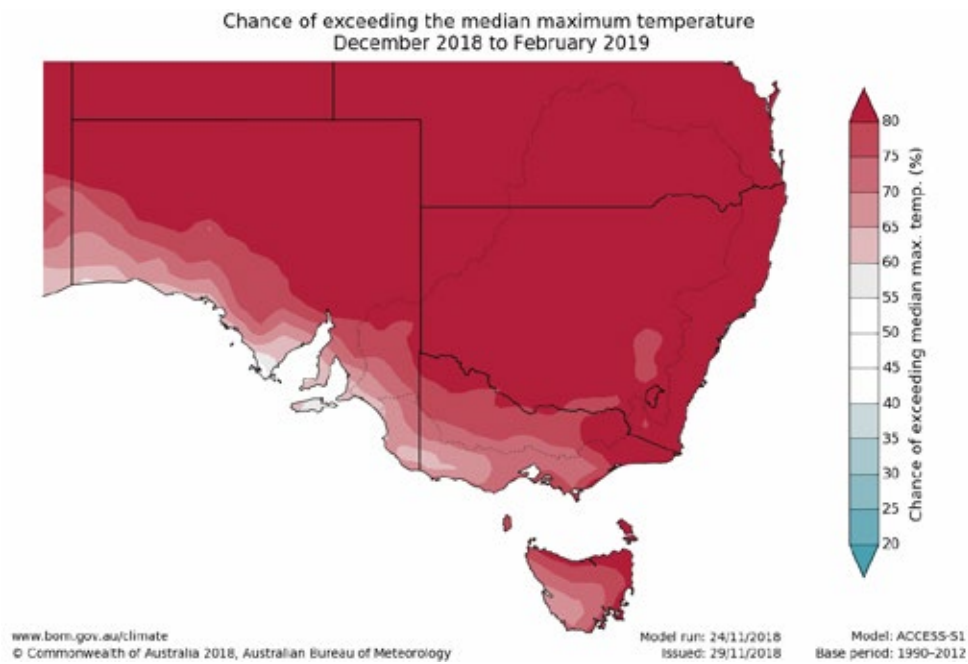 Chance of exceeding the median maximum temperature
December 2018 to February 2019
80
75
70
65
60
55
50
45
40
35
30
25
20
Chance of exceeding median max. temp. (%)
www.bom.gov.au/climate
© Commonwealth of Australia 2018, Australian Bureau of Meteorology
Model run: 24/11/2018
Issued: 29/11/2018
Model: ACCESS-S1
Base period: 1990-2012